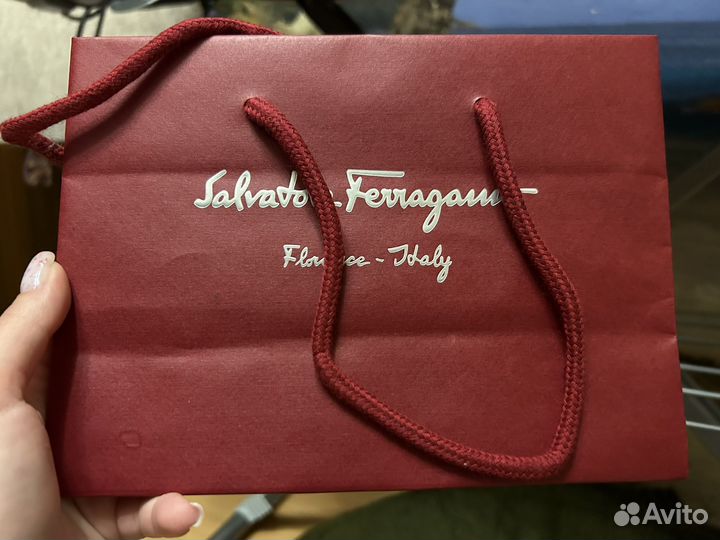 Salvatore Ferragamo
Florence - Italy
Avito